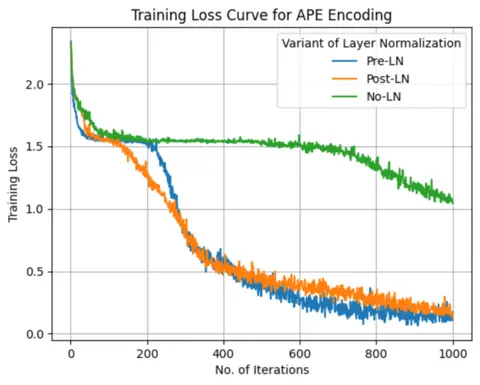 Training Loss Curve for APE Encoding
Variant of Layer Normalization
Pre-LN
Post-LN
No-LN
Training Loss
2.0
1.5
1.0
0.5
0.0
0
200
400
600
800
1000
No. of Iterations